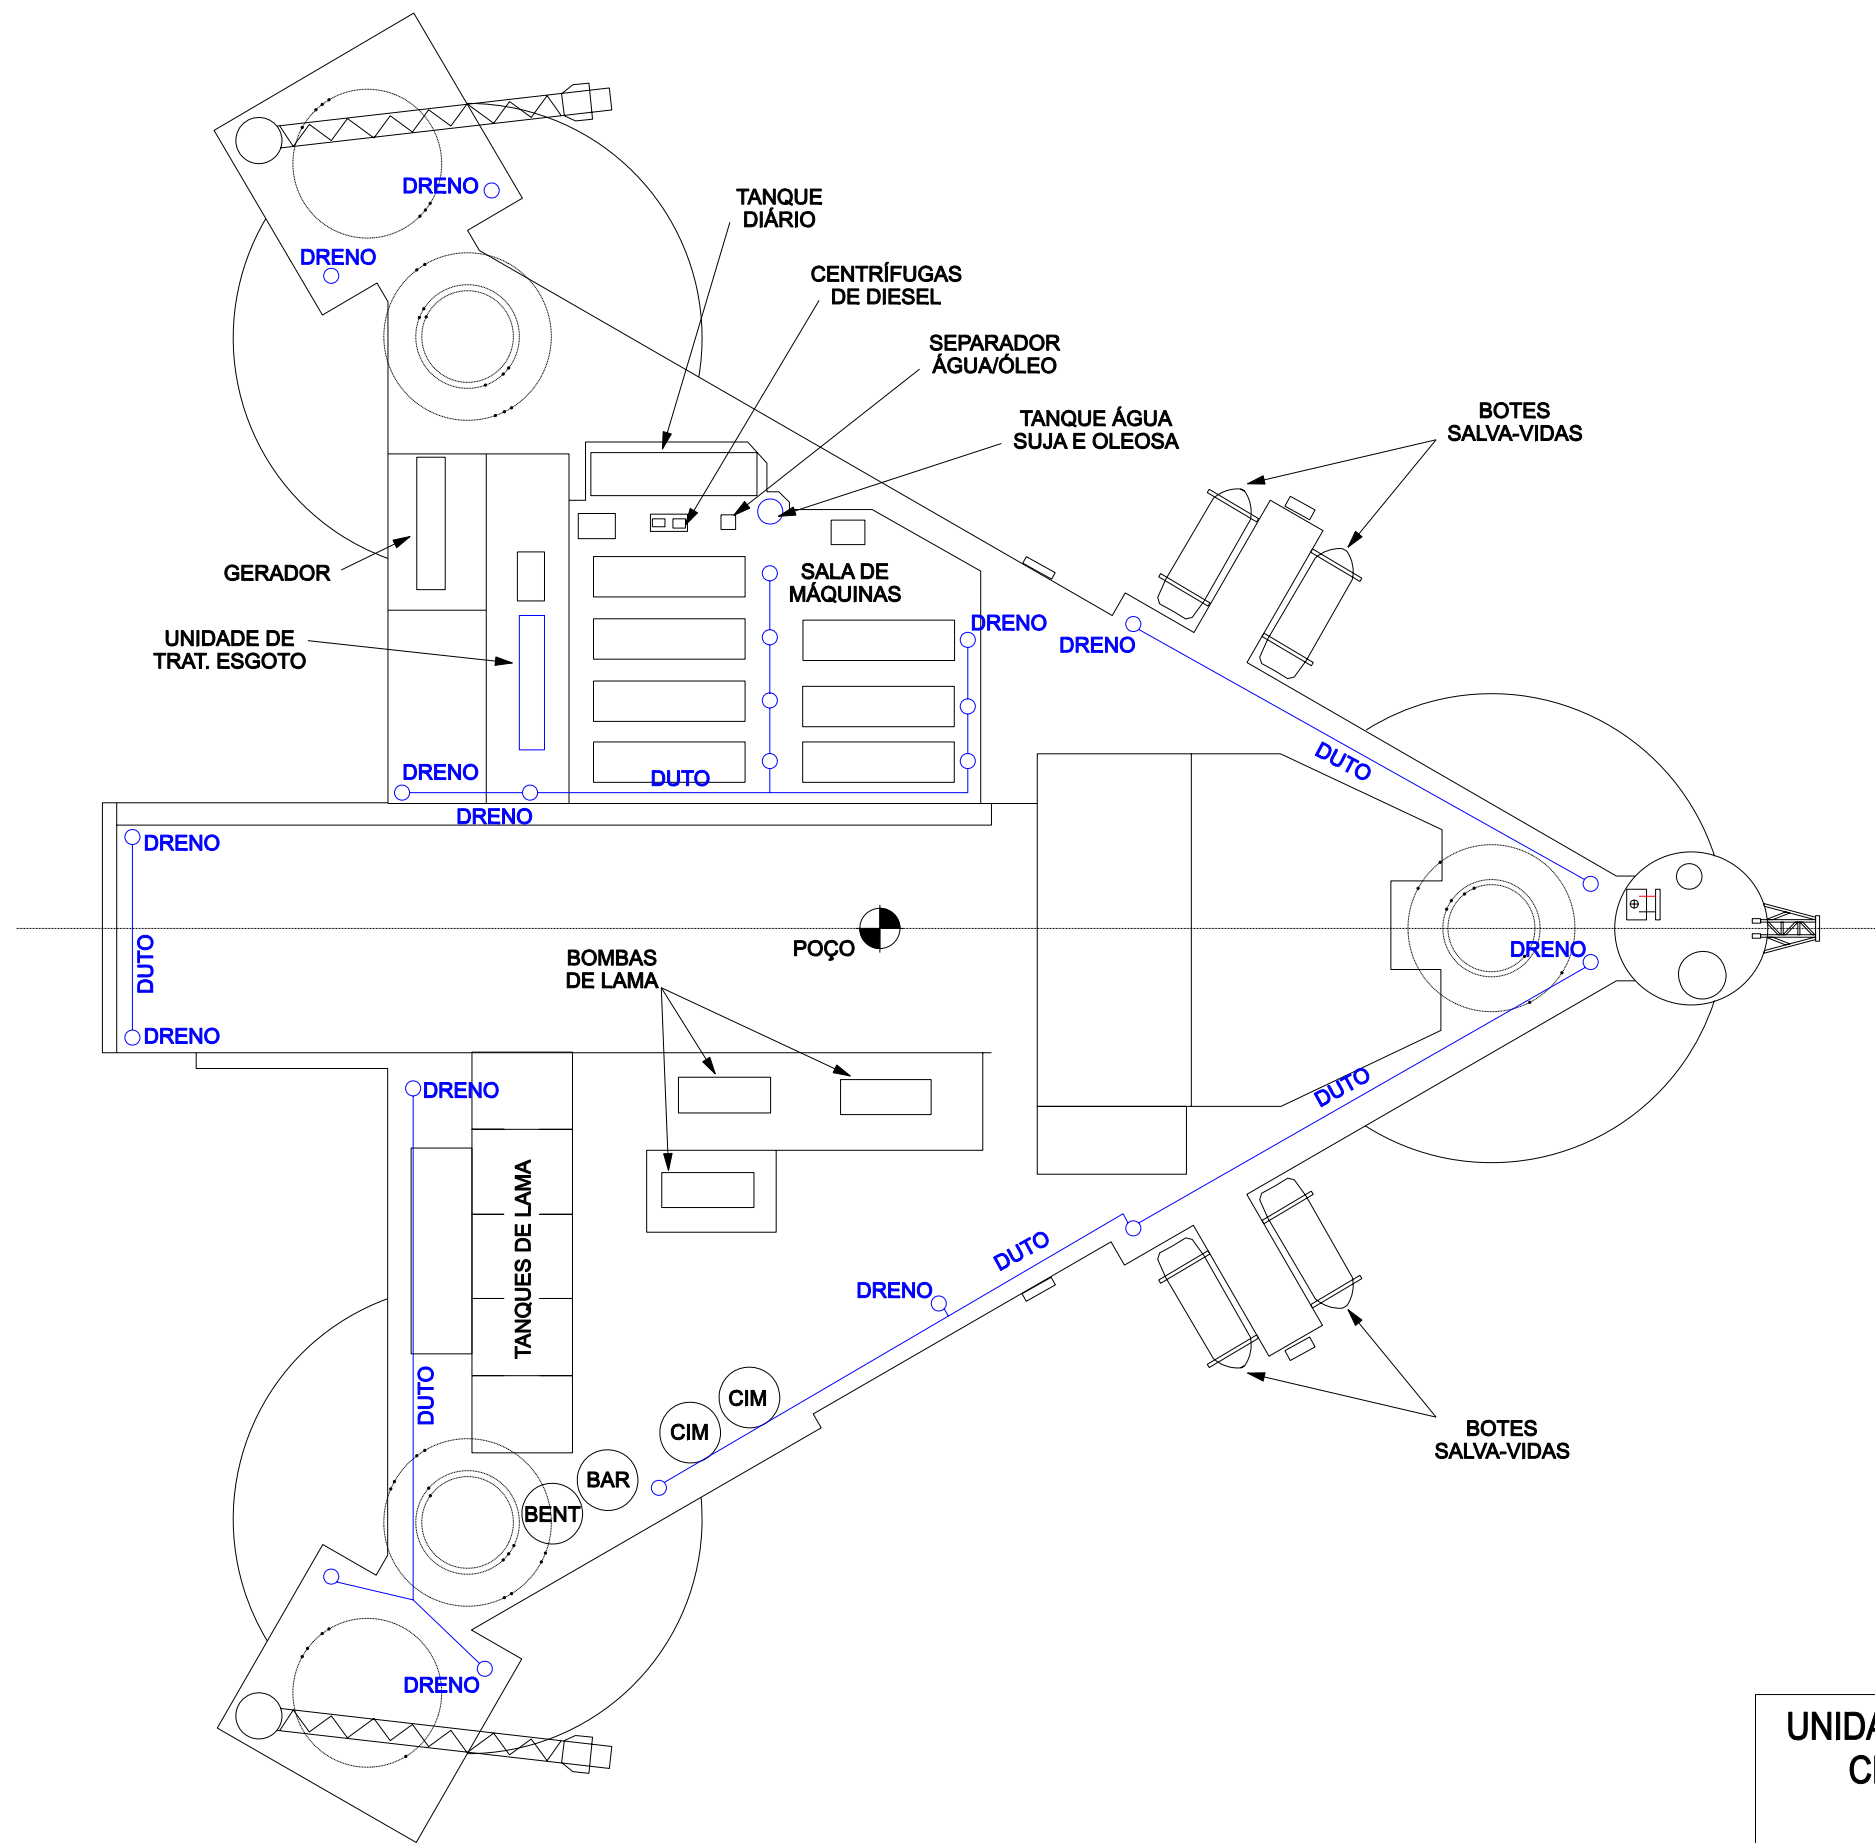 DRENO
TANQUE
DIÁRIO
DRENO
CENTRÍFUGAS
DE DIESEL
SEPARADOR
ÁGUA/ÓLEO
TANQUE ÁGUA
SUJA E OLEOSA
BOTES
SALVA-VIDAS
GERADOR
SALA DE
MÁQUINAS
UNIDADE DE
TRAT. ESGOTO
DRENO
DRENO
DUTO
DRENO
DUTO
DRENO
DRENO
DUTO
POÇO
DRENO
BOMBAS
DE LAMA
DRENO
DRENO
DUTO
TANQUES DE LAMA
DUTO
DRENO
DUTO
CIM
CIM
BAR
BENT
BOTES
SALVA-VIDAS
DRENO
UNIDA